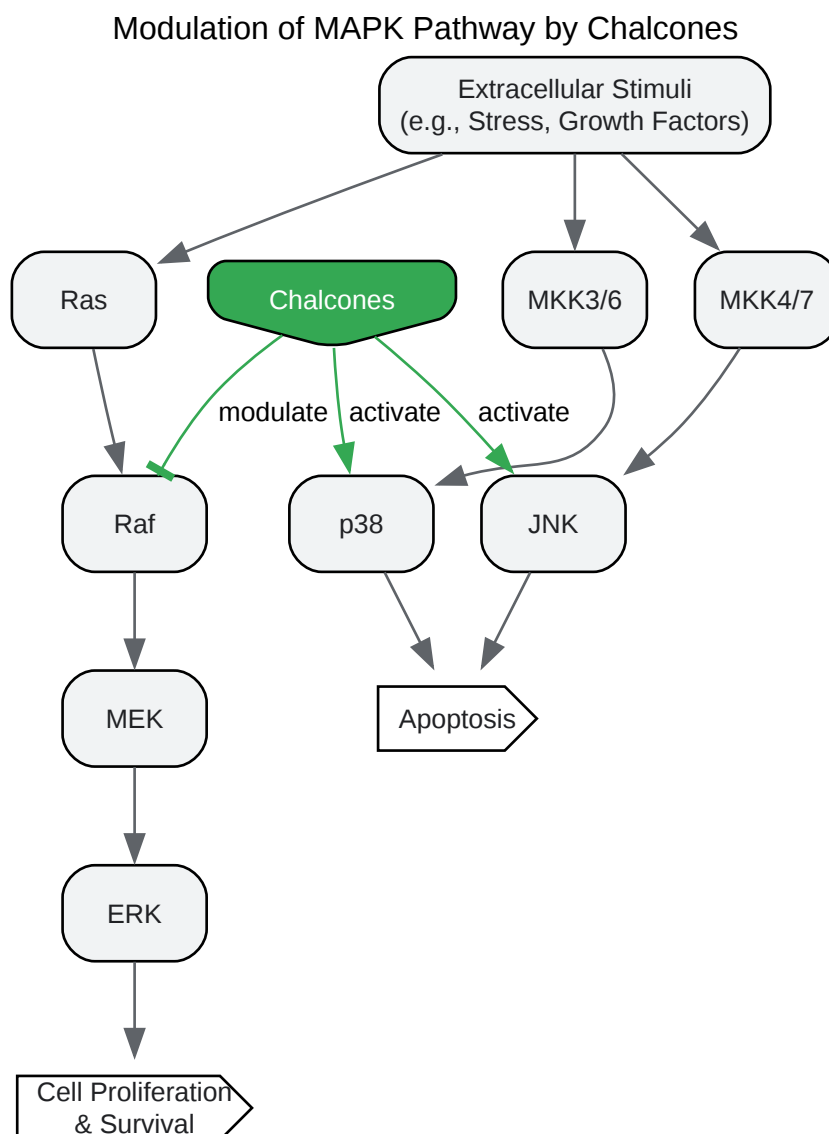 Modulation of MAPK Pathway by Chalcones
Extracellular Stimuli
(e.g., Stress, Growth Factors)
Ras
Chalcones
MKK3/6
MKK4/7
modulate
activate
activate
Raf
p38
JNK
MEK
Apoptosis
ERK
Cell Proliferation
& Survival